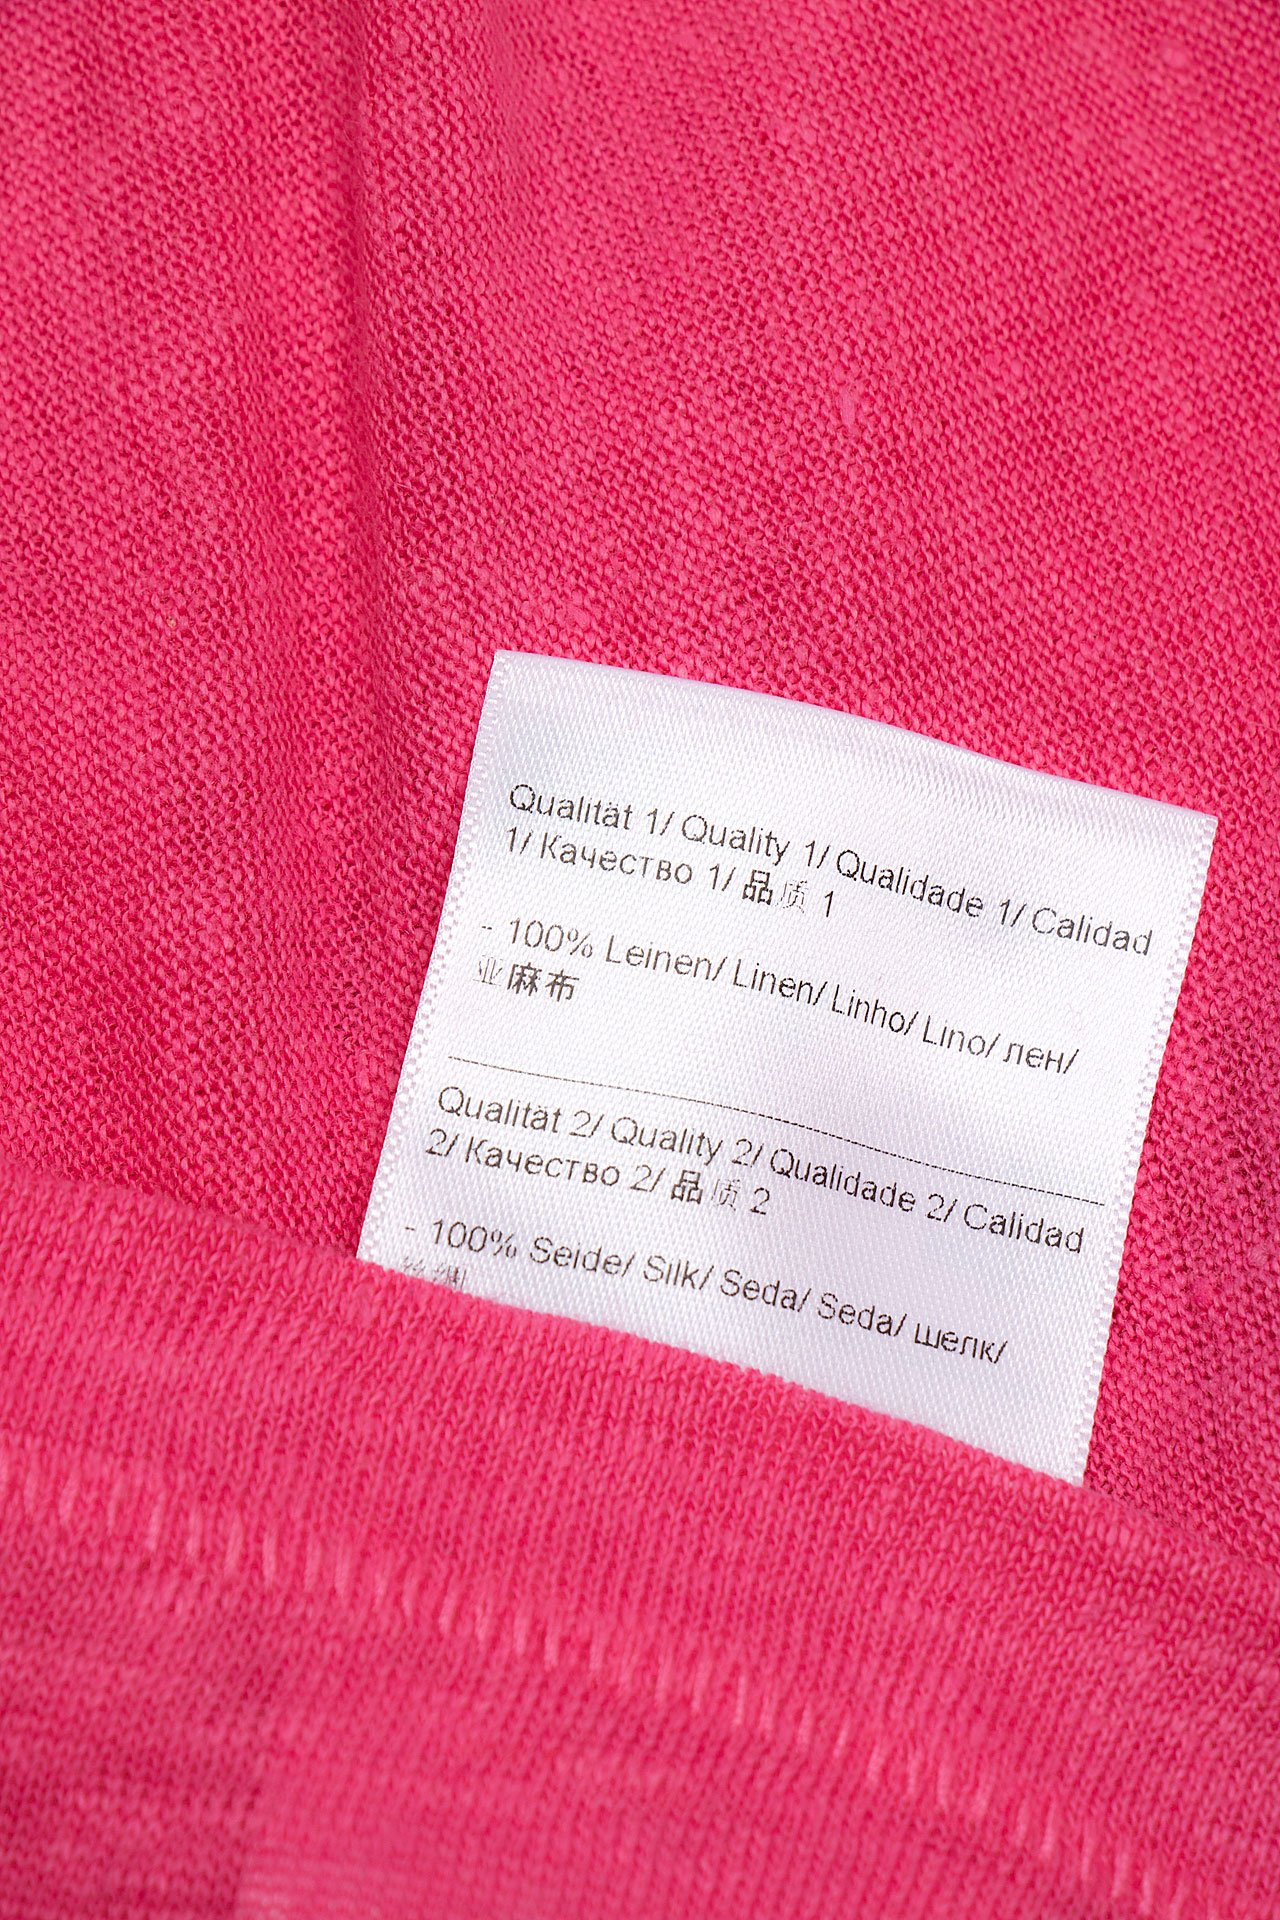 Qualität 1/ Quality 1/ Qualidade 1/ Calidad
1/ Качество 1/ 品质 1
- 100% Leinen/ Linen/ Linho/ Lino/ лен/
亚麻布
Qualität 2/ Quality 2/ Qualidade 2/ Calidad
2/ Качество 2/ 品质 2
- 100% Seide/ Silk/ Seda/ Seda/ шелк/